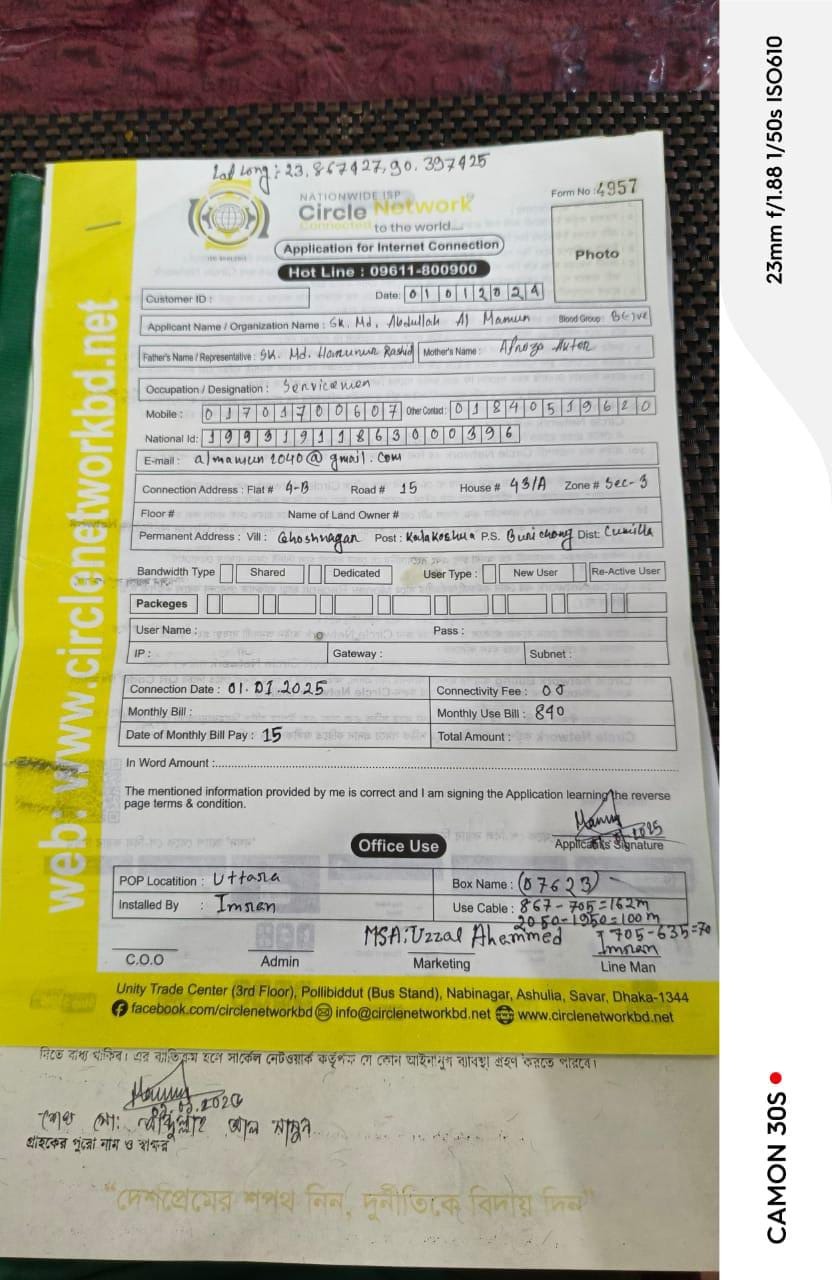 Lat Long: 23.867427,90.397425
NATIONWIDE ISP
Form No : 4957
Circle Network
Connected to the world....
Application for Internet Connection
Photo
Hot Line : 09611-800900
Customer ID :
Date: 01 01 2024
Applicant Name / Organization Name : SK. Md. Abdullah Al Mamun Blood Group : B(+)ve
Father's Name / Representative : SK. Md. Harunur Rashid Mother's Name : Afroza Akter
Occupation / Designation : Servicemen
Mobile : 01701700607 Other Contact : 01840519620
National Id: 19931911863000396
E-mail : almamun2040@gmail.com
Connection Address : Flat # 4-B Road # 15 House # 43/A Zone # Sec-3
Floor # Name of Land Owner #
Permanent Address : Vill : Ghoshnagar Post : Kalakoshua P.S. Burichong Dist: Cumilla
Bandwidth Type Shared Dedicated User Type : New User Re-Active User
Packeges
User Name : Pass :
IP : Gateway : Subnet :
Connection Date : 01.01.2025 Connectivity Fee : 00
Monthly Bill : Monthly Use Bill : 840
Date of Monthly Bill Pay : 15 Total Amount :
In Word Amount :
The mentioned information provided by me is correct and I am signing the Application learning the reverse
page terms & condition.
Mamun
2025
Applicants Signature
Office Use
POP Locatition : Uttara Box Name : (07623)
Installed By : Imran Use Cable : 867-705=162m
2050-1950=100m
MSA:Uzzal Ahammed 705-635=70
Imran
C.O.O Admin Marketing Line Man
Unity Trade Center (3rd Floor), Pollibiddut (Bus Stand), Nabinagar, Ashulia, Savar, Dhaka-1344
facebook.com/circlenetworkbd info@circlenetworkbd.net www.circlenetworkbd.net
web: www.circlenetworkbd.net
দিতে বাধ্য থাকিব। এর ব্যতিক্রম হলে সার্কেল নেটওয়ার্ক কর্তৃপক্ষ যে কোন আইনানুগ ব্যবস্থা গ্রহণ করতে পারবে।
শেখ মো: আব্দুল্লাহ আল মামুন
গ্রাহকের পুরো নাম ও স্বাক্ষর
“দেশপ্রেমের শপথ নিন, দুর্নীতিকে বিদায় দিন”
23mm f/1.88 1/50s ISO610
CAMON 30S